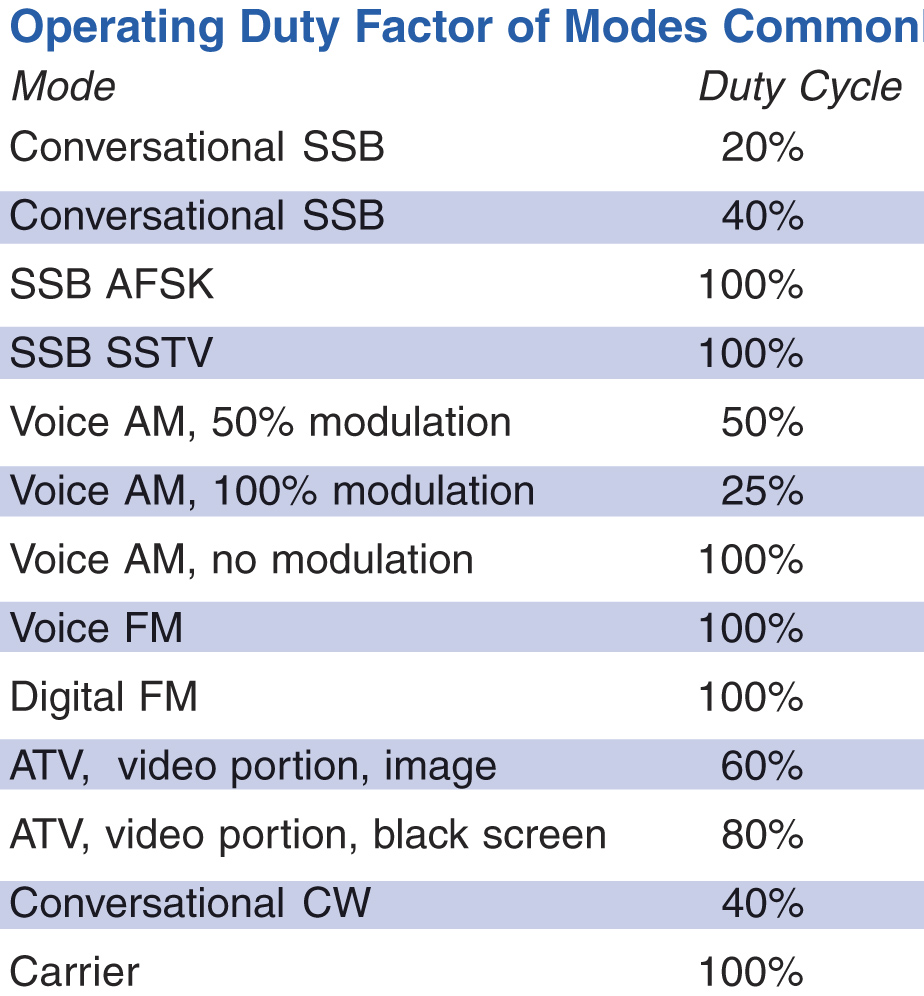 Operating Duty Factor of Modes Common
Mode Duty Cycle
Conversational SSB 20%
Conversational SSB 40%
SSB AFSK 100%
SSB SSTV 100%
Voice AM, 50% modulation 50%
Voice AM, 100% modulation 25%
Voice AM, no modulation 100%
Voice FM 100%
Digital FM 100%
ATV, video portion, image 60%
ATV, video portion, black screen 80%
Conversational CW 40%
Carrier 100%